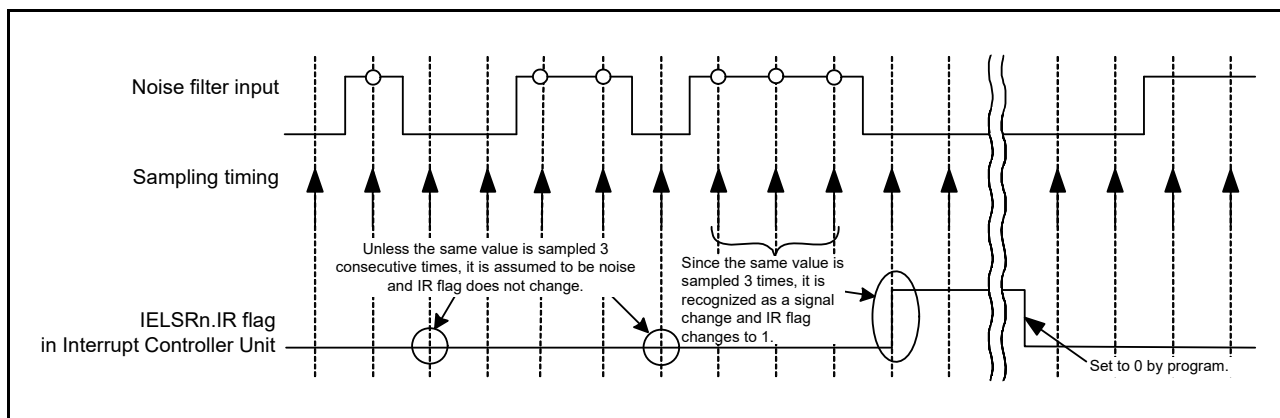 Noise filter input
Sampling timing
Unless the same value is sampled 3
consecutive times, it is assumed to be noise
and IR flag does not change.
Since the same value is
sampled 3 times, it is
recognized as a signal
change and IR flag
changes to 1.
IELSRn.IR flag
in Interrupt Controller Unit
Set to 0 by program.